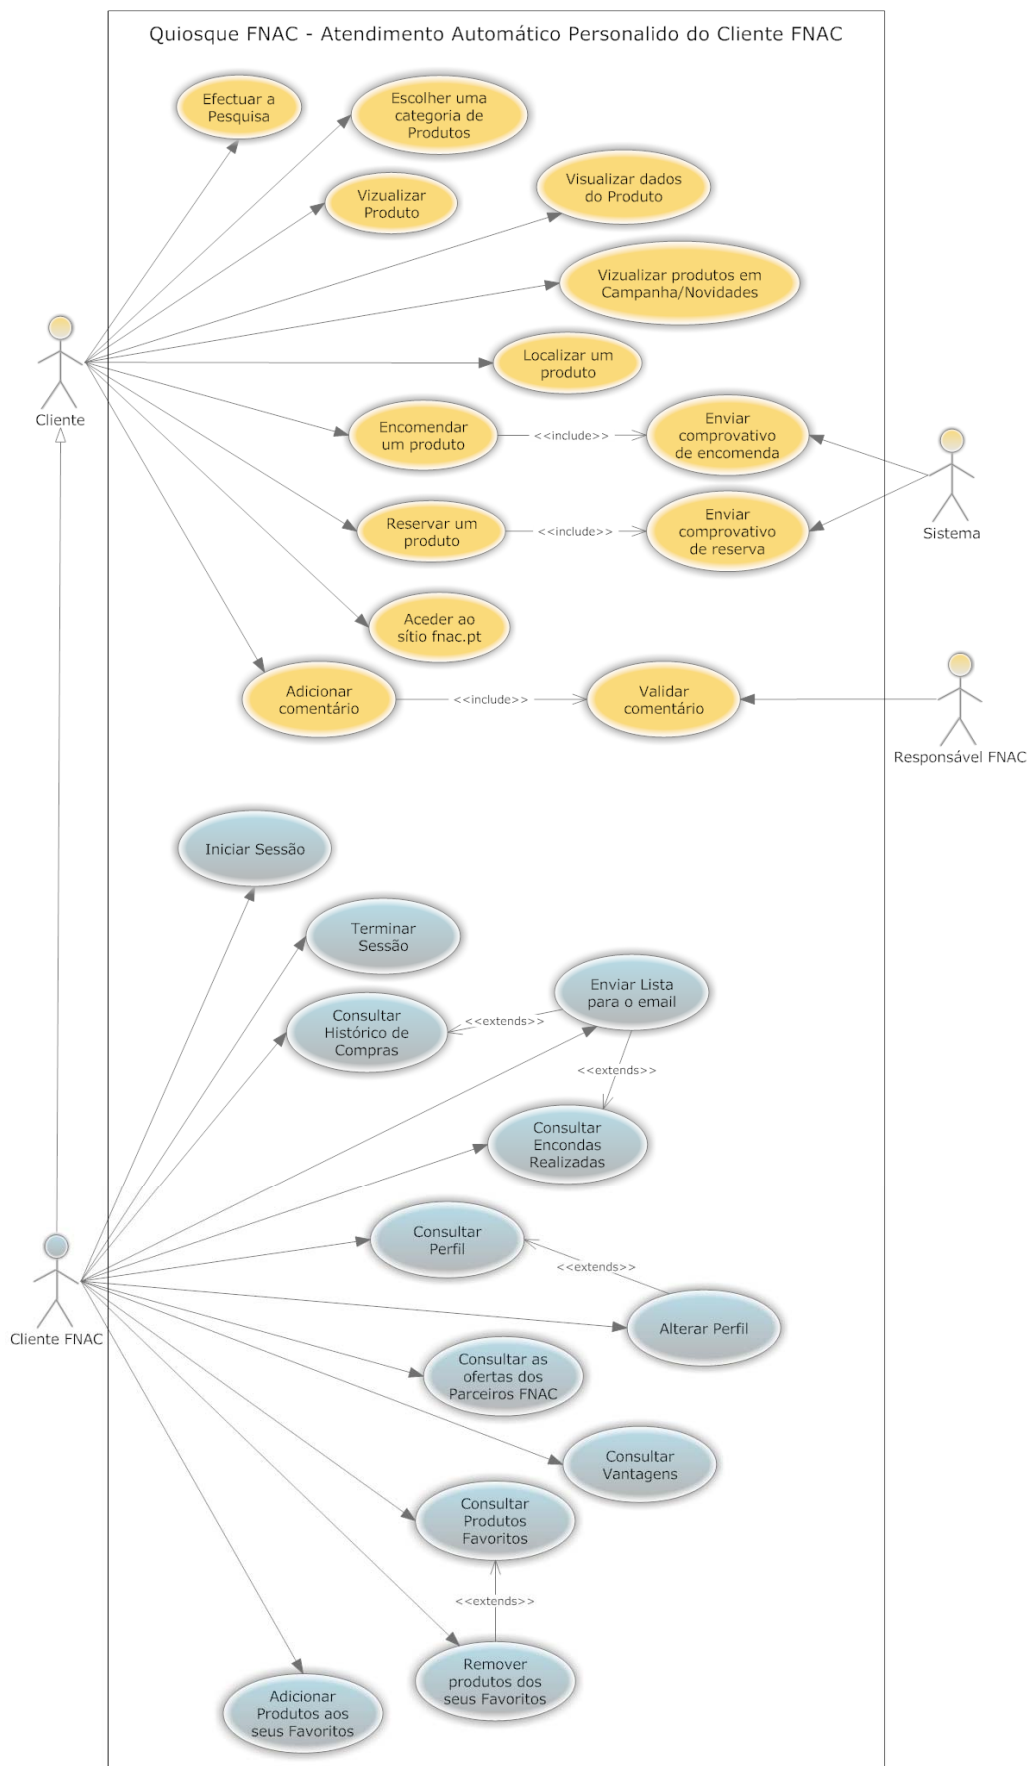 Quiosque FNAC - Atendimento Automático Personalido do Cliente FNAC
Efectuar a
Pesquisa
Escolher uma
categoria de
Produtos
Vizualizar
Produto
Visualizar dados
do Produto
Vizualizar produtos em
Campanha/Novidades
Localizar um
produto
Cliente
Encomendar
um produto
<<include>>
Enviar
comprovativo
de encomenda
Reservar um
produto
<<include>>
Enviar
comprovativo
de reserva
Sistema
Aceder ao
sítio fnac.pt
Adicionar
comentário
<<include>>
Validar
comentário
Responsável FNAC
Iniciar Sessão
Terminar
Sessão
Enviar Lista
para o email
Consultar
Histórico de
Compras
<<extends>>
<<extends>>
Consultar
Encondas
Realizadas
Consultar
Perfil
<<extends>>
Alterar Perfil
Cliente FNAC
Consultar as
ofertas dos
Parceiros FNAC
Consultar
Vantagens
Consultar
Produtos
Favoritos
<<extends>>
Remover
produtos dos
seus Favoritos
Adicionar
Produtos aos
seus Favoritos